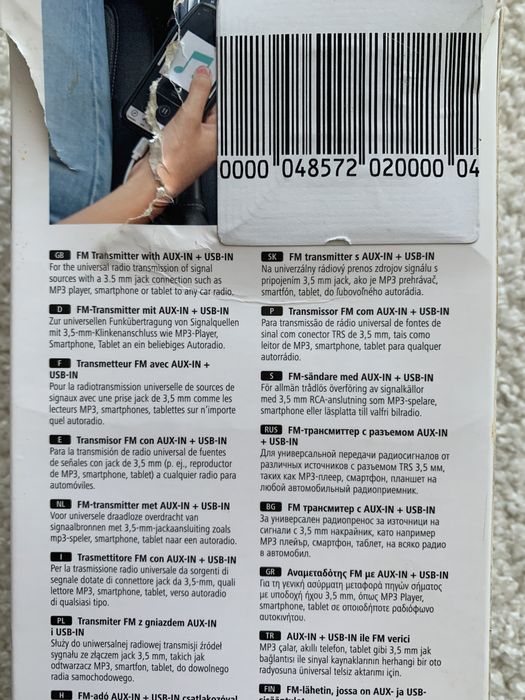 0000 048572 020000 04
GB FM Transmitter with AUX-IN + USB-IN
For the universal radio transmission of signal
sources with a 3.5 mm jack connection such as
MP3 player, smartphone or tablet to any car radio.
D FM-Transmitter mit AUX-IN + USB-IN
Zur universellen Funkübertragung von Signalquellen
mit 3,5-mm-Klinkenanschluss wie MP3-Player,
Smartphone, Tablet an ein beliebiges Autoradio.
F Transmetteur FM avec AUX-IN +
USB-IN
Pour la radiotransmission universelle de sources de
signaux avec une prise jack de 3,5 mm comme les
lecteurs MP3, smartphones, tablettes sur n'importe
quel autoradio.
E Transmisor FM con AUX-IN + USB-IN
Para la transmisión de radio universal de fuentes
de señales con jack de 3,5 mm (p. ej., reproductor
de MP3, smartphone, tablet) a cualquier radio para
automóviles.
NL FM-transmitter met AUX-IN + USB-IN
Voor universele draadloze overdracht van
signaalbronnen met 3,5-mm-jackaansluiting zoals
mp3-speler, smartphone, tablet naar een autoradio.
I Trasmettitore FM con AUX-IN + USB-IN
Per la trasmissione radio universale da sorgenti di
segnale dotate di connettore jack da 3,5-mm, quali
lettore MP3, smartphone, tablet, verso autoradio
di qualsiasi tipo.
PL Transmiter FM z gniazdem AUX-IN
i USB-IN
Służy do uniwersalnej radiowej transmisji źródeł
sygnału ze złączem jack 3,5 mm, takich jak
odtwarzacz MP3, smartfon, tablet, do dowolnego
radia samochodowego.
H FM-adó AUX-IN + USB-IN csatlakozóval
SK FM transmitter s AUX-IN + USB-IN
Na univerzálny rádiový prenos zdrojov signálu s
pripojením 3,5 mm jack, ako je MP3 prehrávač,
smartfón, tablet, do ľubovoľného autorádia.
P Transmissor FM com AUX-IN + USB-IN
Para transmissão de rádio universal de fontes de
sinal com conector TRS de 3,5 mm, tais como
leitor de MP3, smartphone, tablet para qualquer
autorrádio.
S FM-sändare med AUX-IN + USB-IN
För allmän trådlös överföring av signalkällor
med 3,5 mm RCA-anslutning som MP3-spelare,
smartphone eller läsplatta till valfri bilradio.
RUS FM-трансмиттер с разъемом AUX-IN
+ USB-IN
Для универсальной передачи радиосигналов от
различных источников с разъемом TRS 3,5 мм,
таких как MP3-плеер, смартфон, планшет на
любой автомобильный радиоприемник.
BG FM трансмитер с AUX-IN + USB-IN
За универсален радиопренос за източници на
сигнали с 3,5 mm накрайник, като например
MP3 плейър, смартфон, таблет, на всяко радио
в автомобил.
GR Αναμεταδότης FM με AUX-IN + USB-IN
Για τη γενική ασύρματη μεταφορά πηγών σήματος
με υποδοχή ήχου 3,5 mm, όπως MP3 Player,
smartphone, tablet σε οποιοδήποτε ραδιόφωνο
αυτοκινήτου.
TR AUX-IN + USB-IN ile FM verici
MP3 çalar, akıllı telefon, tablet gibi 3,5 mm jak
bağlantısı ile sinyal kaynaklarının herhangi bir oto
radyosuna üniversal telsiz aktarımı için.
FIN FM-lähetin, jossa on AUX- ja USB-